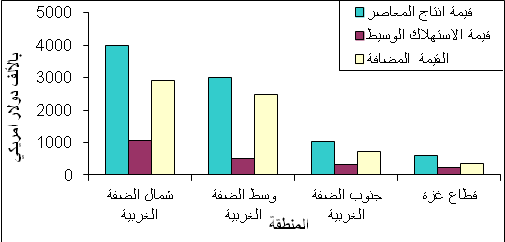 قيمة انتاج المعاصر
قيمة الاستهلاك الوسيط
القيمة المضافة
بالألف دولار امريكي
5000
4000
3000
2000
1000
0
شمال الضفة
الغربية
وسط الضفة
الغربية
جنوب الضفة
الغربية
قطاع غزة
المنطقة